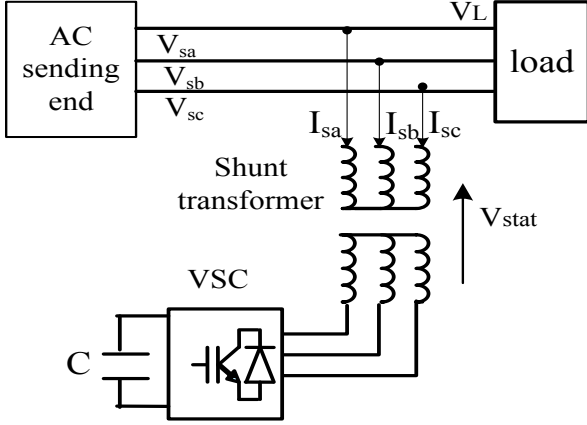 AC
sending
end
V_L
V_sa
V_sb
V_sc
load
I_sa I_sb I_sc
Shunt
transformer
V_stat
VSC
C